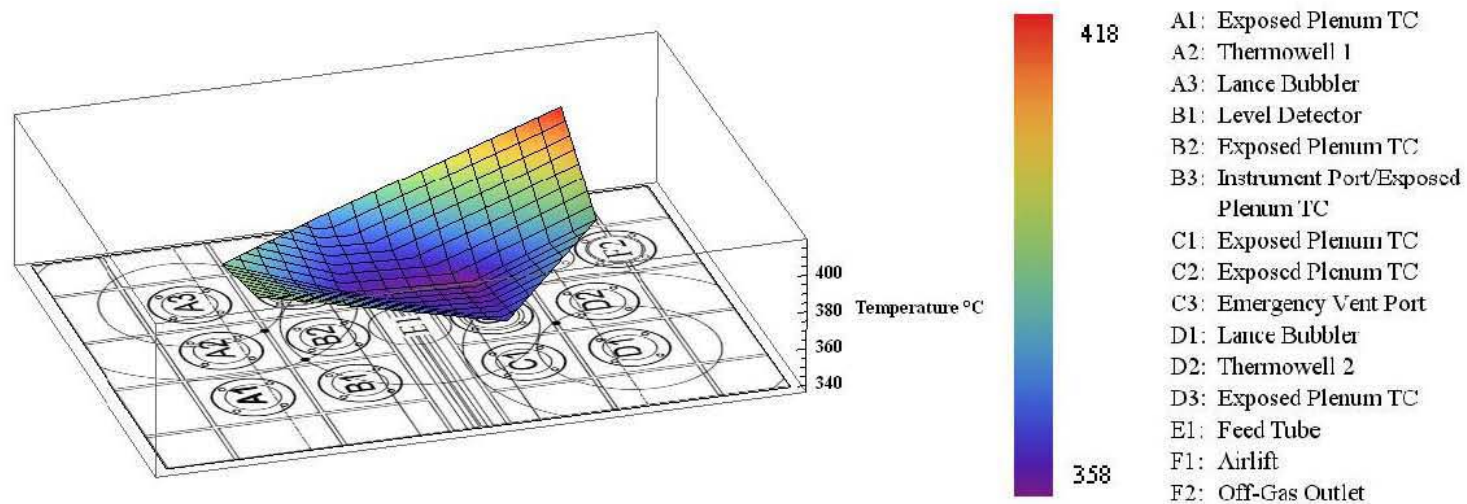 418
358
A1: Exposed Plenum TC
A2: Thermowell 1
A3: Lance Bubbler
B1: Level Detector
B2: Exposed Plenum TC
B3: Instrument Port/Exposed
Plenum TC
C1: Exposed Plenum TC
C2: Exposed Plenum TC
C3: Emergency Vent Port
D1: Lance Bubbler
D2: Thermowell 2
D3: Exposed Plenum TC
E1: Feed Tube
F1: Airlift
F2: Off-Gas Outlet
400
380
360
340
Temperature °C
A3
A2
A1
B2
B1
E1
C1
D2
D1
F2